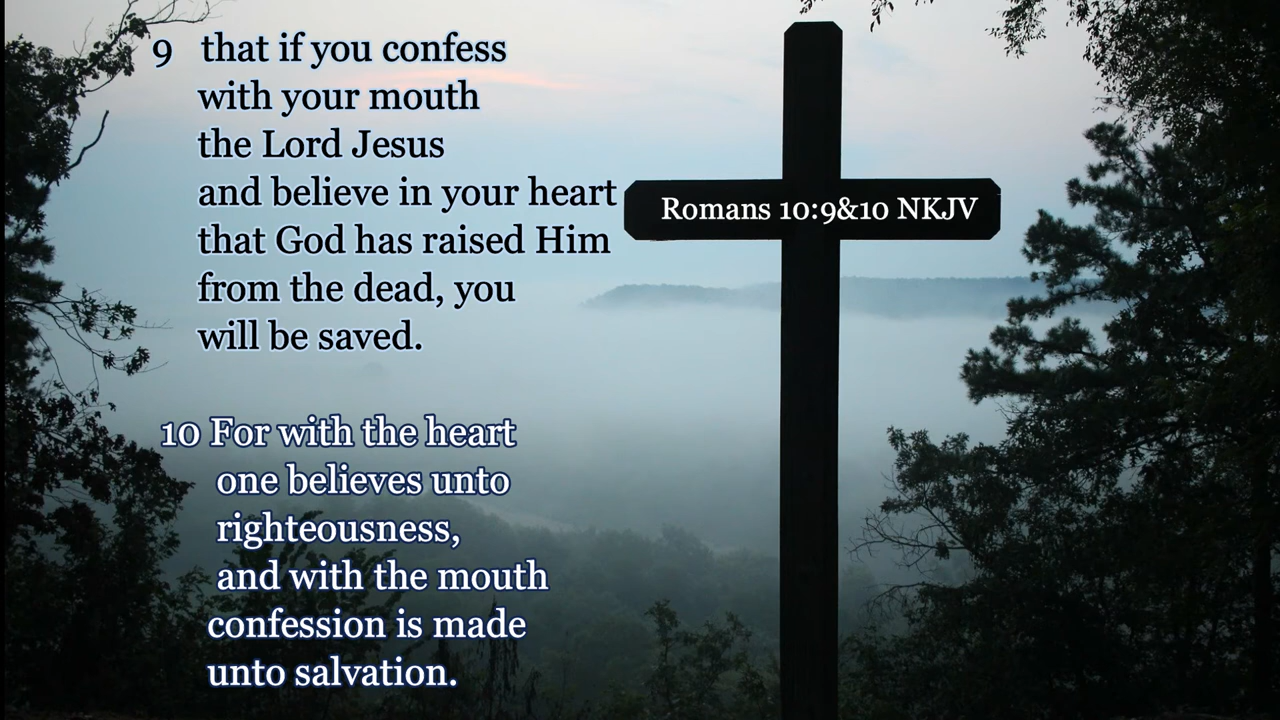 9 that if you confess
with your mouth
the Lord Jesus
and believe in your heart
that God has raised Him
from the dead, you
will be saved.
10 For with the heart
one believes unto
righteousness,
and with the mouth
confession is made
unto salvation.
Romans 10:9&10 NKJV